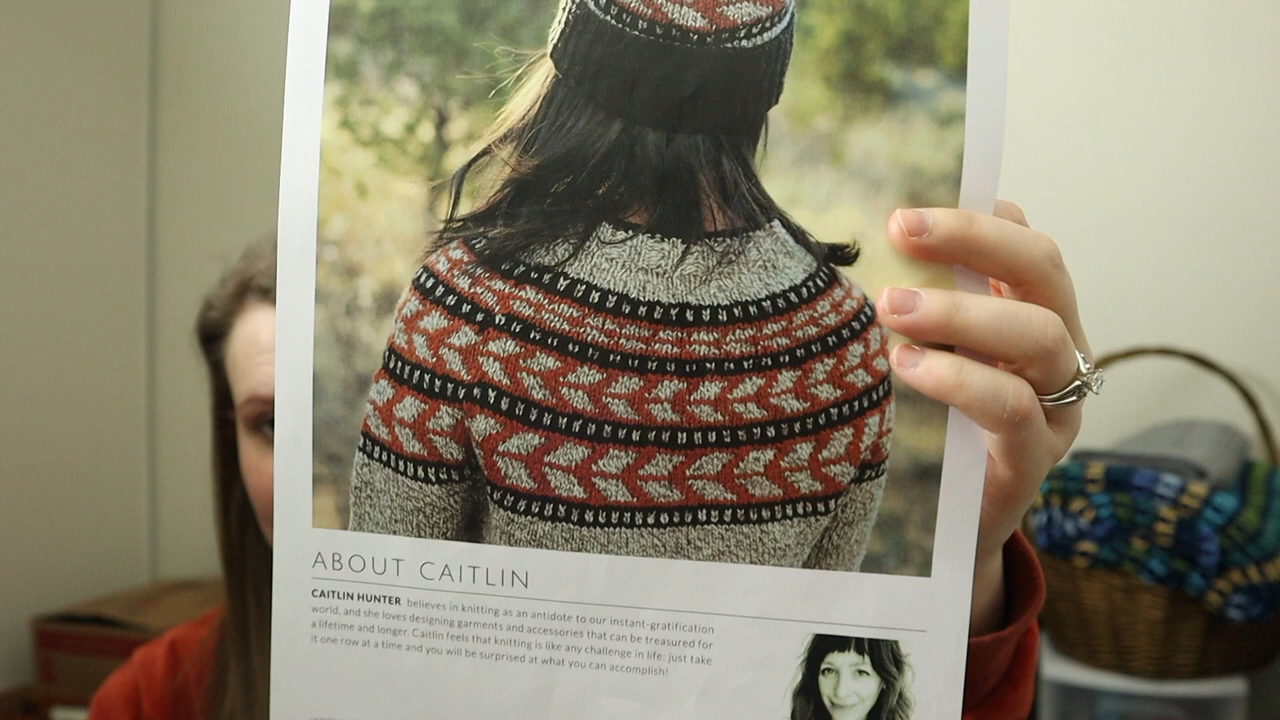 ABOUT CAITLIN
CAITLIN HUNTER believes in knitting as an antidote to our instant-gratification
world, and she loves designing garments and accessories that can be treasured for
a lifetime and longer. Caitlin feels that knitting is like any challenge in life: just take
it one row at a time and you will be surprised at what you can accomplish!